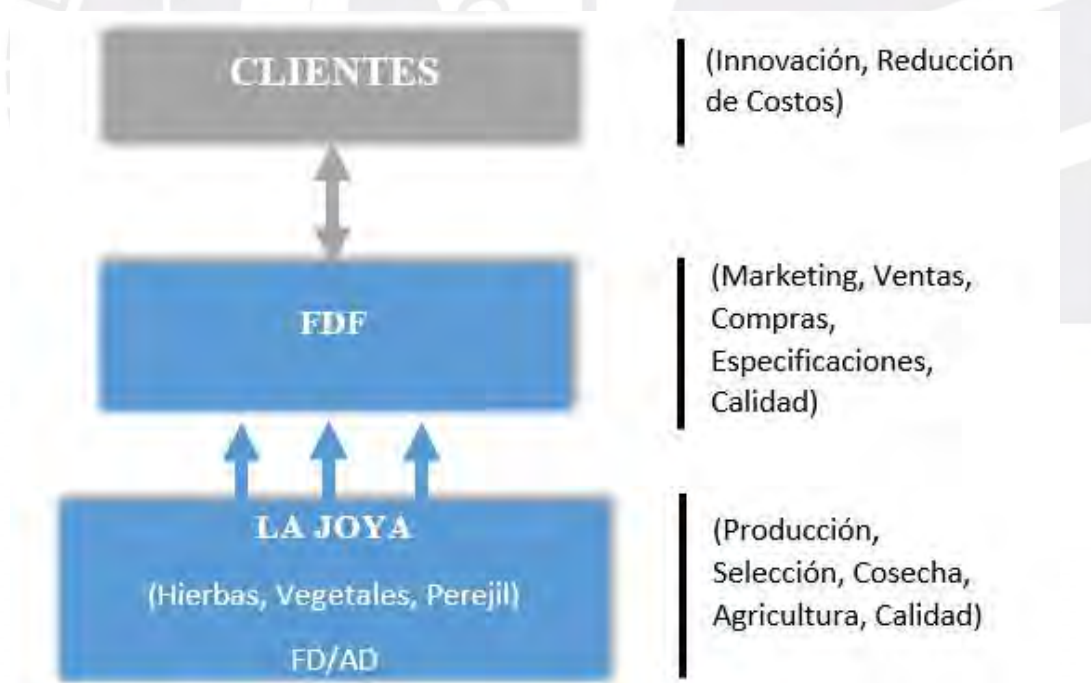 CLIENTES
(Innovación, Reducción
de Costos)
FDF
(Marketing, Ventas,
Compras,
Especificaciones,
Calidad)
LA JOYA
(Hierbas, Vegetales, Perejil)
FD/AD
(Producción,
Selección, Cosecha,
Agricultura, Calidad)